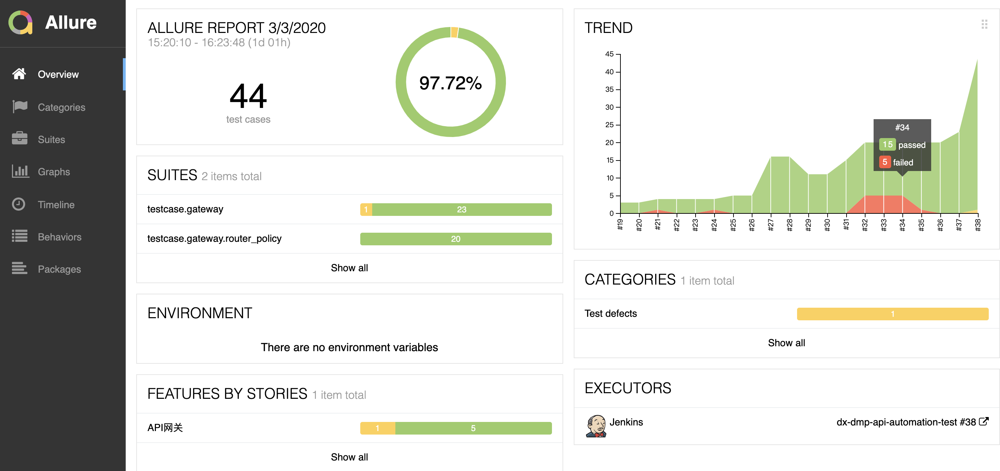 Allure
Overview
Categories
Suites
Graphs
Timeline
Behaviors
Packages
ALLURE REPORT 3/3/2020
15:20:10 - 16:23:48 (1d 01h)
44
test cases
97.72%
SUITES 2 items total
testcase.gateway 1 23
testcase.gateway.router_policy 20
Show all
ENVIRONMENT
There are no environment variables
FEATURES BY STORIES 1 item total
API网关 1 5
Show all
TREND
45
40
35
30
25
20
15
10
5
0
#19 #20 #21 #22 #23 #24 #25 #26 #27 #28 #29 #30 #31 #32 #33 #34 #35 #36 #37 #38
#34
15 passed
5 failed
CATEGORIES 1 item total
Test defects 1
Show all
EXECUTORS
Jenkins dx-dmp-api-automation-test #38